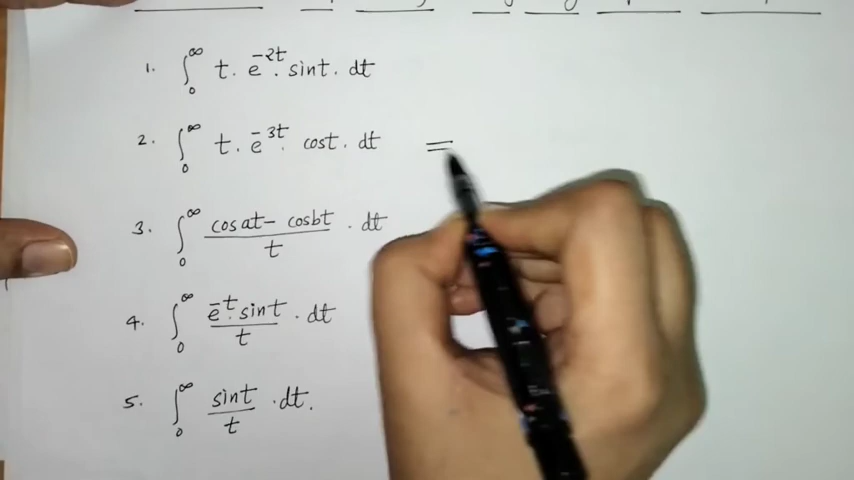 1. ∫₀^∞ t. e^-2t. sint. dt
2. ∫₀^∞ t. e^-3t. cost. dt =
3. ∫₀^∞ (cosat - cosbt)/t . dt
4. ∫₀^∞ (e^-t. sint)/t . dt
5. ∫₀^∞ sint/t . dt.